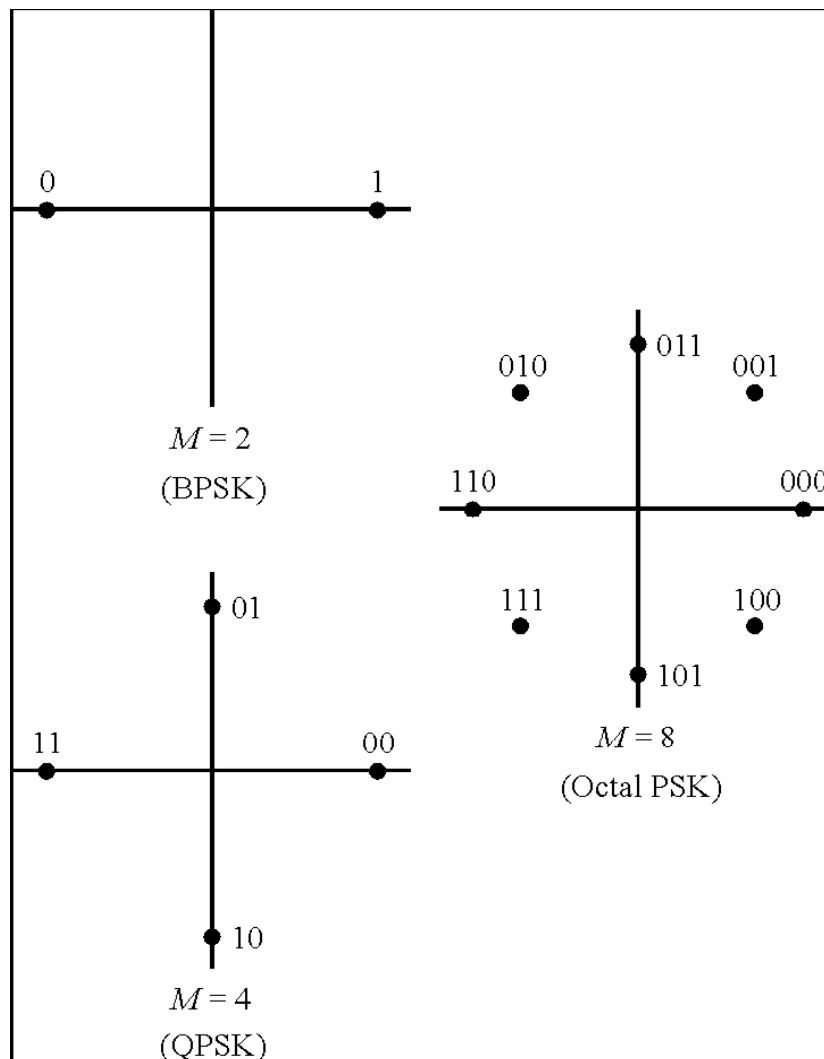 0 1
M = 2
(BPSK)
01
11 00
10
M = 4
(QPSK)
011
010 001
110 000
111 100
101
M = 8
(Octal PSK)